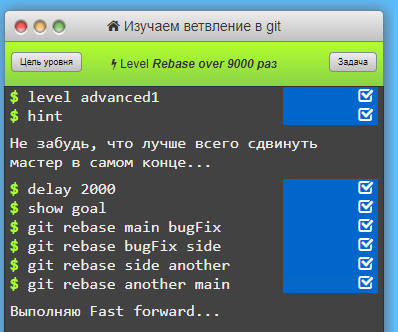 Изучаем ветвление в git
Цель уровня
Level Rebase over 9000 раз
Задача
$ level advanced1
$ hint
Не забудь, что лучше всего сдвинуть
мастер в самом конце...
$ delay 2000
$ show goal
$ git rebase main bugFix
$ git rebase bugFix side
$ git rebase side another
$ git rebase another main
Выполняю Fast forward...